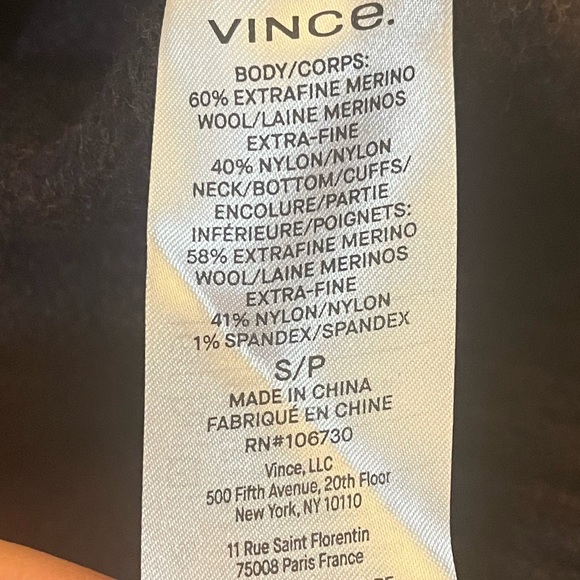 VINCe.
BODY/CORPS:
60% EXTRAFINE MERINO
WOOL/LAINE MERINOS
EXTRA-FINE
40% NYLON/NYLON
NECK/BOTTOM/CUFFS/
ENCOLURE/PARTIE
INFÉRIEURE/POIGNETS:
58% EXTRAFINE MERINO
WOOL/LAINE MERINOS
EXTRA-FINE
41% NYLON/NYLON
1% SPANDEX/SPANDEX
S/P
MADE IN CHINA
FABRIQUÉ EN CHINE
RN#106730
Vince, LLC
500 Fifth Avenue, 20th Floor
New York, NY 10110
11 Rue Saint Florentin
75008 Paris France